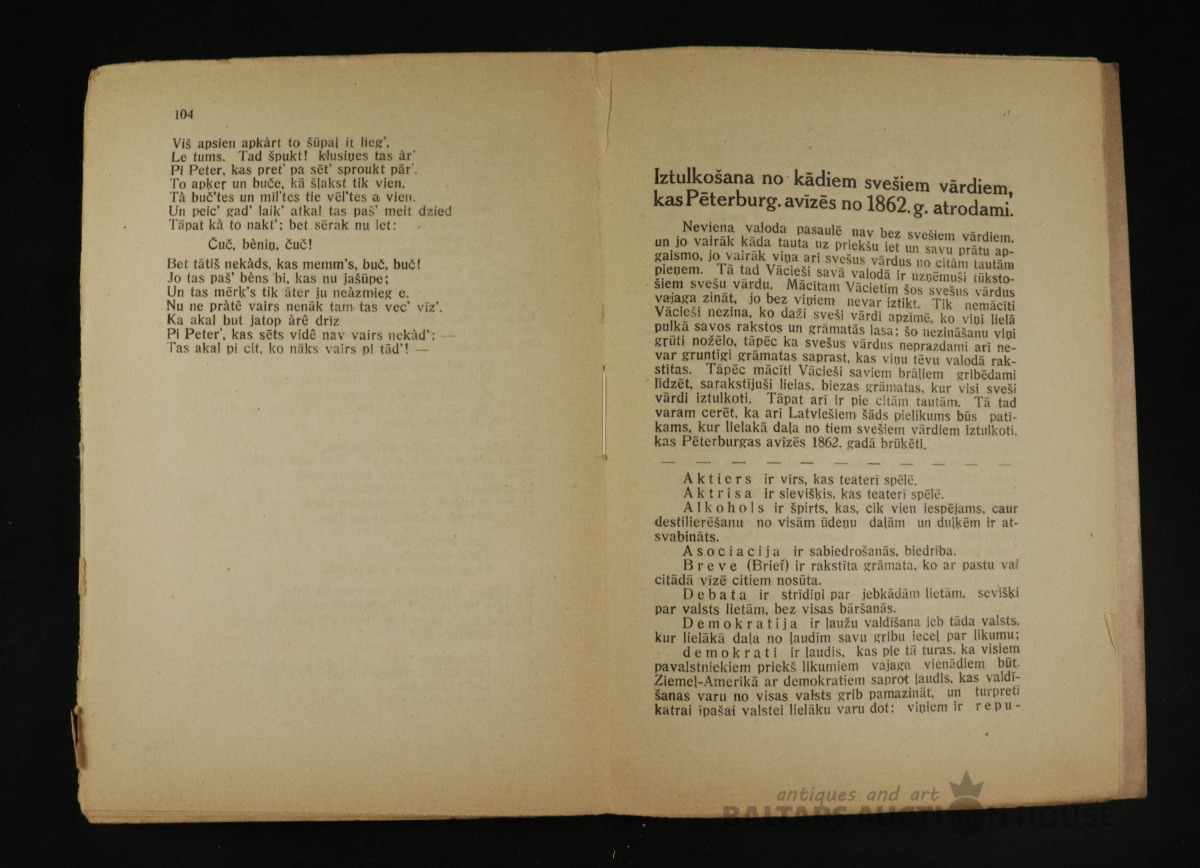 104
Viš apsien apkàrt to šūpaļ it lieg’,
Le tums. Tad špukt! klusiņes tas àr’
Pi Peter, kas pret’ pa sēt’ sproukt pār’.
To apķer un buče, kā šļakst tik vien.
Tà buč’tes un mīl’tes tie vēl’tes a vien.
Un peic’ gad’ laik’ atkal tas paš’ meit dzied
Tāpat kà to nakt’; bet sērak nu let:
Čuč, bèniņ, čuč!
Bet tātiš nekàds, kas memm’s, buč, buč!
Jo tas paš’ bèns bi, kas nu jašūpe;
Un tas mērķ’s tik āter ju neàzmieg e,
Nu ne pràtê vairs nenāk tam tas vec’ viz’.
Ka akal but jatop àrê drīz
Pi Peter’, kas sēts vidê nav vairs nekàd’; —
Tas akal pi cit, ko nāks vairs pi tād’! —
Iztulkošana no kādiem svešiem vārdiem,
kas Pēterburg. avīzēs no 1862. g. atrodami.
Neviena valoda pasaulē nav bez svešiem vārdiem,
un jo vairāk kāda tauta uz priekšu iet un savu prātu ap-
gaismo, jo vairāk viņa arī svešus vārdus no citām tautām
pieņem. Tā tad Vācieši savā valodā ir uzņēmuši tūksto-
šiem svešu vārdu. Mācītam Vācietim šos svešus vārdus
vajaga zināt, jo bez viņiem nevar iztikt. Tik nemācīti
Vācieši nezina, ko daži sveši vārdi apzīmē, ko viņi lielā
pulkā savos rakstos un grāmatās lasa; šo nezināšanu viņi
grūti nožēlo, tāpēc ka svešus vārdus neprazdami arī ne-
var gruntīgi grāmatas saprast, kas viņu tēvu valodā rak-
stītas. Tāpēc mācīti Vācieši saviem brāļiem gribēdami
līdzēt, sarakstījuši lielas, biezas grāmatas, kur visi sveši
vārdi iztulkoti. Tāpat arī ir pie citām tautām. Tā tad
varam cerēt, ka arī Latviešiem šāds pielikums būs patī-
kams, kur lielakā daļa no tiem svešiem vārdiem iztulkoti,
kas Pēterburgas avīzēs 1862. gadā brūķēti.
Aktiers ir vīrs, kas teaterī spēlē.
Aktrisa ir sievišķis, kas teaterī spēlē.
Alkohols ir špirts, kas, cik vien iespējams, caur
destilierēšanu no visām ūdeņu daļām un duļķēm ir at-
svabināts.
Asociacija ir sabiedrošanās, biedrība.
Breve (Brief) ir rakstīta grāmata, ko ar pastu vai
citādā vīzē citiem nosūta.
Debata ir strīdiņi par jebkādām lietām, sevišķi
par valsts lietām, bez visas bāršanās.
Demokratija ir ļaužu valdīšana jeb tāda valsts,
kur lielākā daļa no ļaudīm savu gribu ieceļ par likumu;
demokrati ir ļaudis, kas pie tā turas, ka visiem
pavalstniekiem priekš likumiem vajaga vienādiem būt.
Ziemeļ-Amerikā ar demokratiem saprot ļaudis, kas valdī-
šanas varu no visas valsts grib pamazināt, un turpretī
katrai īpašai valstei lielāku varu dot; viņiem ir repu-
antiques and art
BALTARS AUCTION HOUSE